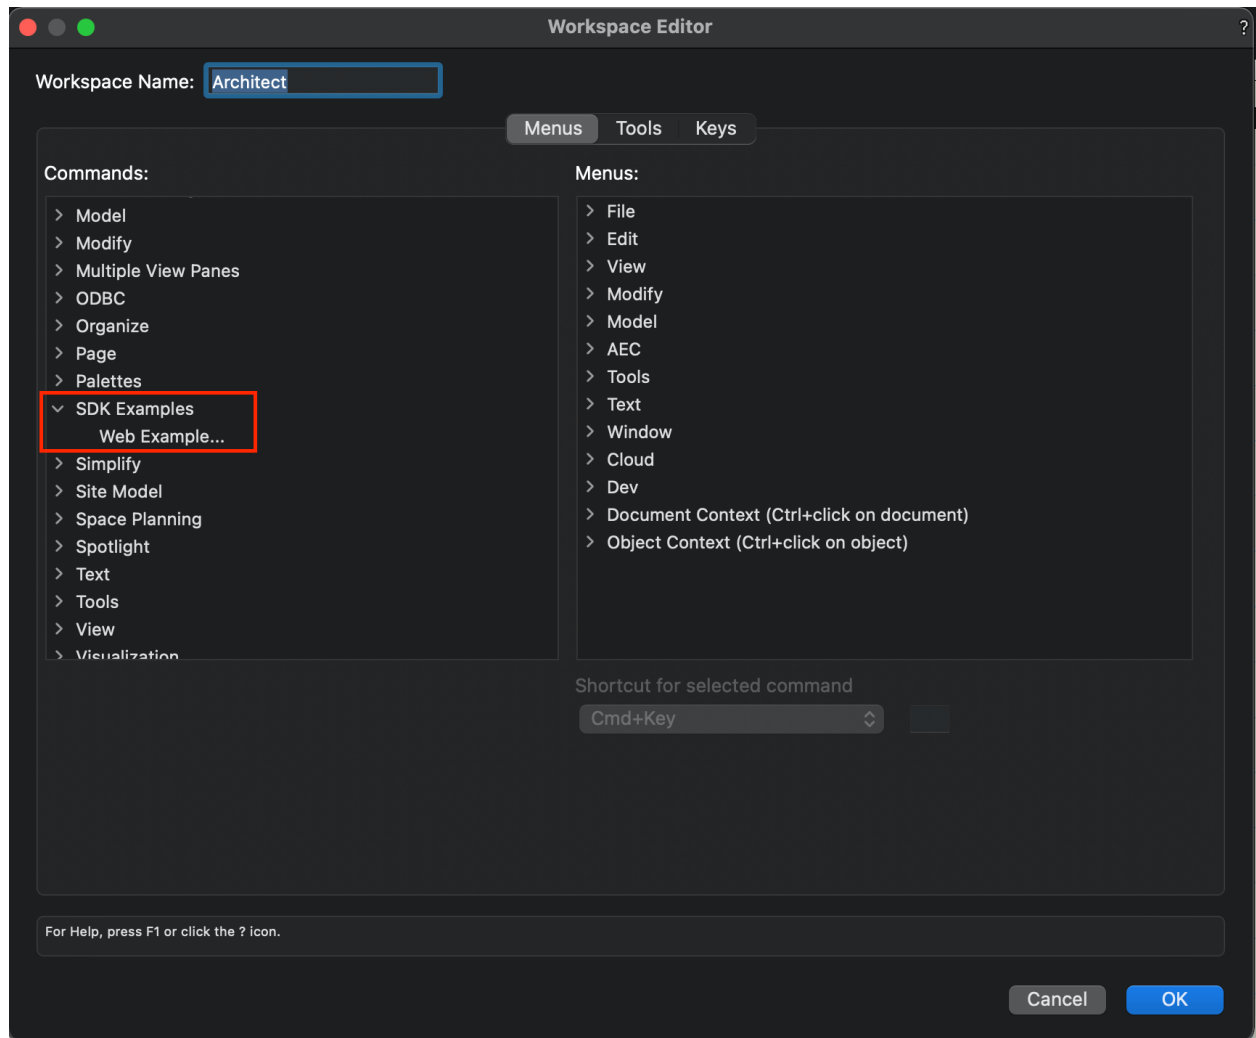 Workspace Editor
?
Workspace Name: Architect
Menus Tools Keys
Commands:
Model
Modify
Multiple View Panes
ODBC
Organize
Page
Palettes
SDK Examples
Web Example...
Simplify
Site Model
Space Planning
Spotlight
Text
Tools
View
Visualization
Menus:
File
Edit
View
Modify
Model
AEC
Tools
Text
Window
Cloud
Dev
Document Context (Ctrl+click on document)
Object Context (Ctrl+click on object)
Shortcut for selected command
Cmd+Key
For Help, press F1 or click the ? icon.
Cancel OK